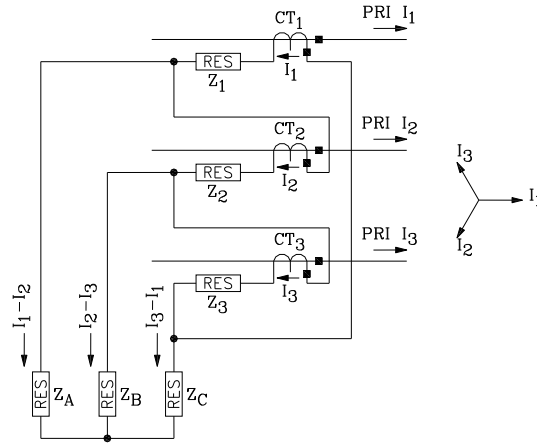 CT1 PRI I1
RES
Z1 I1
CT2 PRI I2
RES
Z2 I2
I3 I1
I2
CT3 PRI I3
RES
Z3 I3
I1-I2 I2-I3 I3-I1
RES ZA RES ZB RES ZC